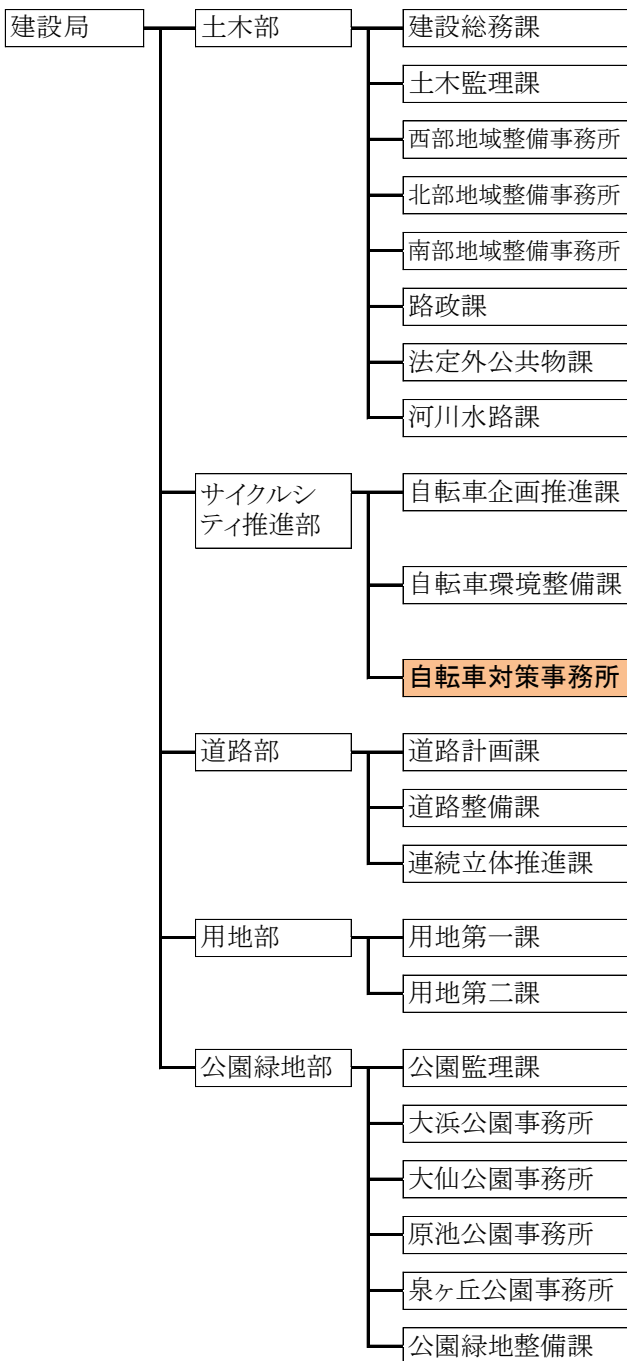 建設局
土木部
建設総務課
土木監理課
西部地域整備事務所
北部地域整備事務所
南部地域整備事務所
路政課
法定外公共物課
河川水路課
サイクルシ
ティ推進部
自転車企画推進課
自転車環境整備課
自転車対策事務所
道路部
道路計画課
道路整備課
連続立体推進課
用地部
用地第一課
用地第二課
公園緑地部
公園監理課
大浜公園事務所
大仙公園事務所
原池公園事務所
泉ヶ丘公園事務所
公園緑地整備課